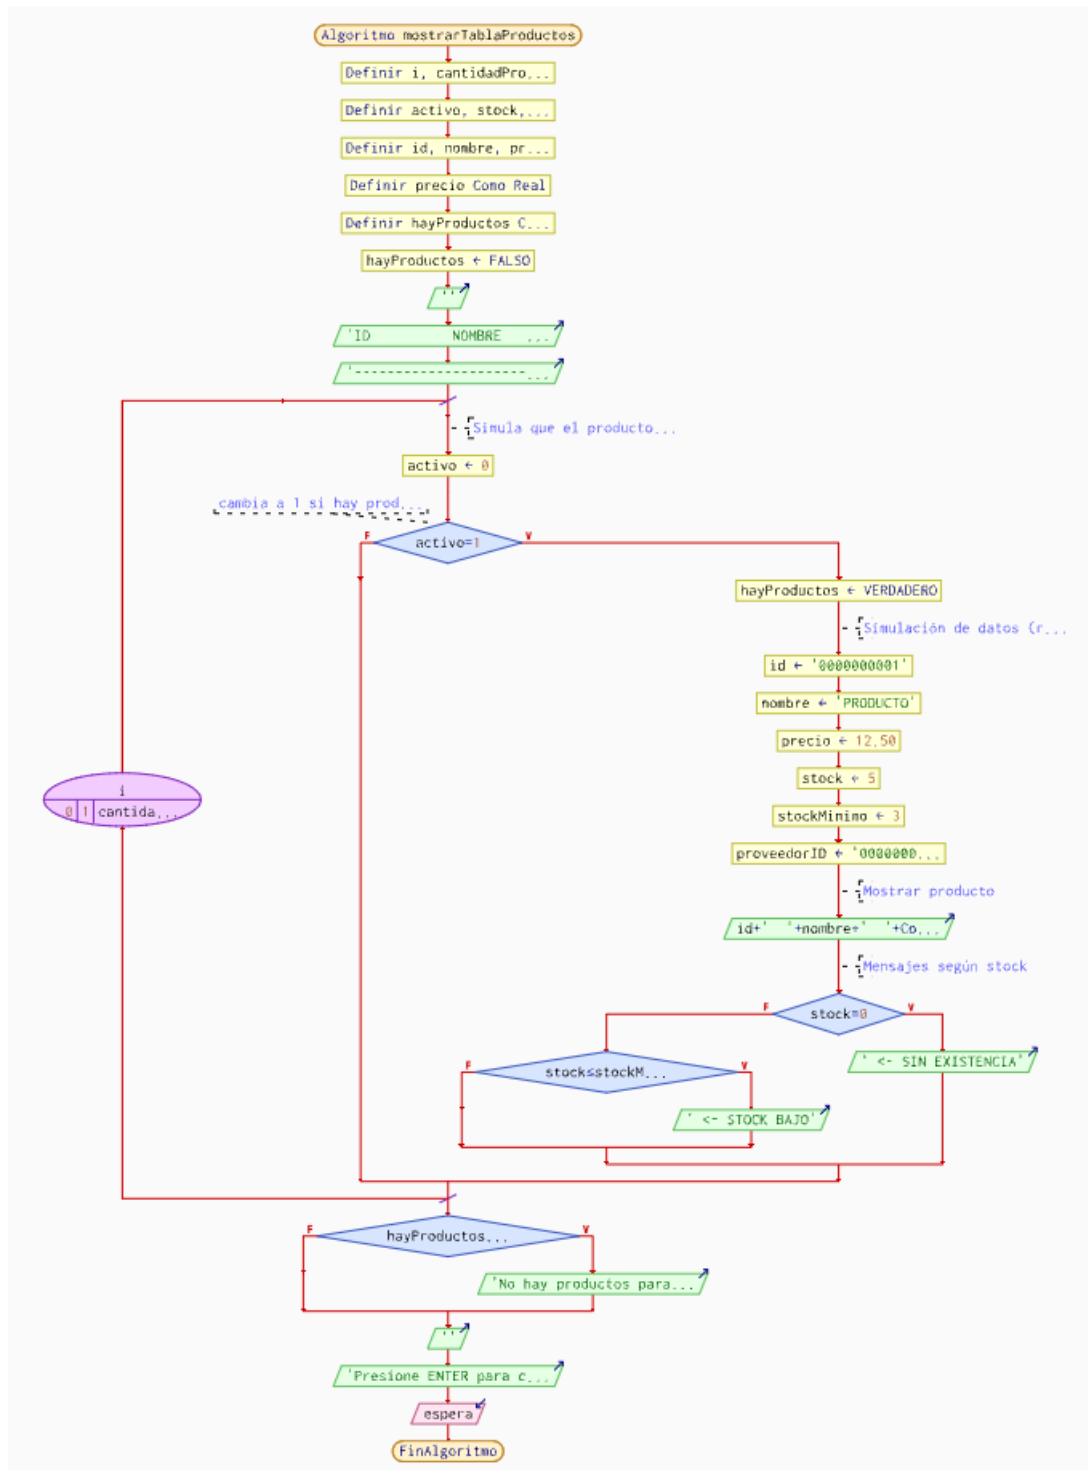 Algoritmo mostrarTablaProductos
Definir i, cantidadPro...
Definir activo, stock,...
Definir id, nombre, pr...
Definir precio Como Real
Definir hayProductos C...
hayProductos ← FALSO
''
'ID NOMBRE ...
'---------------------...
Simula que el producto...
activo ← 0
cambia a 1 si hay prod...
F activo=1 V
hayProductos ← VERDADERO
Simulación de datos (r...
id ← '0000000001'
nombre ← 'PRODUCTO'
precio ← 12.50
stock ← 5
i
0 1 cantida...
stockMinimo ← 3
proveedorID ← '0000000...
Mostrar producto
id+' '+nombre+' '+Co...
Mensajes según stock
F stock=0 V
' <- SIN EXISTENCIA'
F stock≤stockM... V
' <- STOCK BAJO'
F hayProductos... V
'No hay productos para...
''
'Presione ENTER para c...
espera
FinAlgoritmo